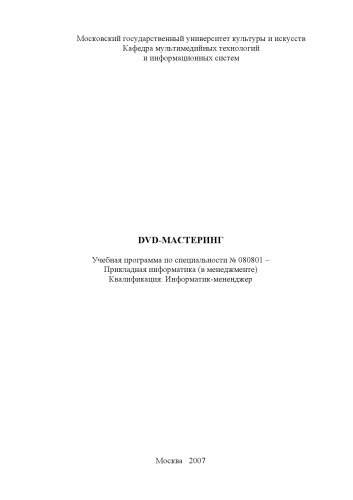 Московский государственный университет культуры и искусств
Кафедра мультимедийных технологий
и информационных систем
DVD-МАСТЕРИНГ
Учебная программа по специальности № 080801 –
Прикладная информатика (в менеджменте)
Квалификация: Информатик-мененджер
Москва 2007